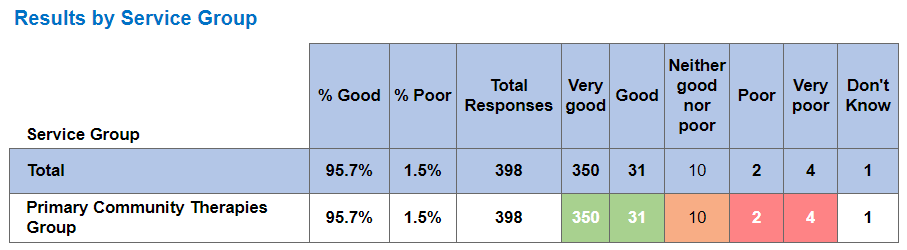 Results by Service Group
Service Group % Good % Poor Total Responses Very good Good Neither good nor poor Poor Very poor Don't Know
Total 95.7% 1.5% 398 350 31 10 2 4 1
Primary Community Therapies Group 95.7% 1.5% 398 350 31 10 2 4 1